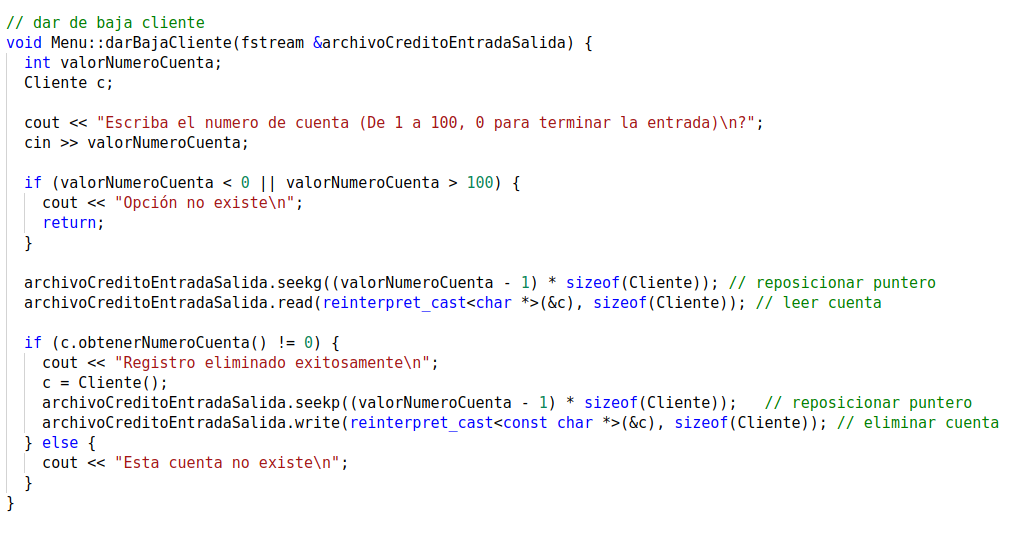 // dar de baja cliente
void Menu::darBajaCliente(fstream &archivoCreditoEntradaSalida) {
  int valorNumeroCuenta;
  Cliente c;

  cout << "Escriba el numero de cuenta (De 1 a 100, 0 para terminar la entrada)\n?";
  cin >> valorNumeroCuenta;

  if (valorNumeroCuenta < 0 || valorNumeroCuenta > 100) {
    cout << "Opción no existe\n";
    return;
  }

  archivoCreditoEntradaSalida.seekg((valorNumeroCuenta - 1) * sizeof(Cliente)); // reposicionar puntero
  archivoCreditoEntradaSalida.read(reinterpret_cast<char *>(&c), sizeof(Cliente)); // leer cuenta

  if (c.obtenerNumeroCuenta() != 0) {
    cout << "Registro eliminado exitosamente\n";
    c = Cliente();
    archivoCreditoEntradaSalida.seekp((valorNumeroCuenta - 1) * sizeof(Cliente));   // reposicionar puntero
    archivoCreditoEntradaSalida.write(reinterpret_cast<const char *>(&c), sizeof(Cliente)); // eliminar cuenta
  } else {
    cout << "Esta cuenta no existe\n";
  }
}